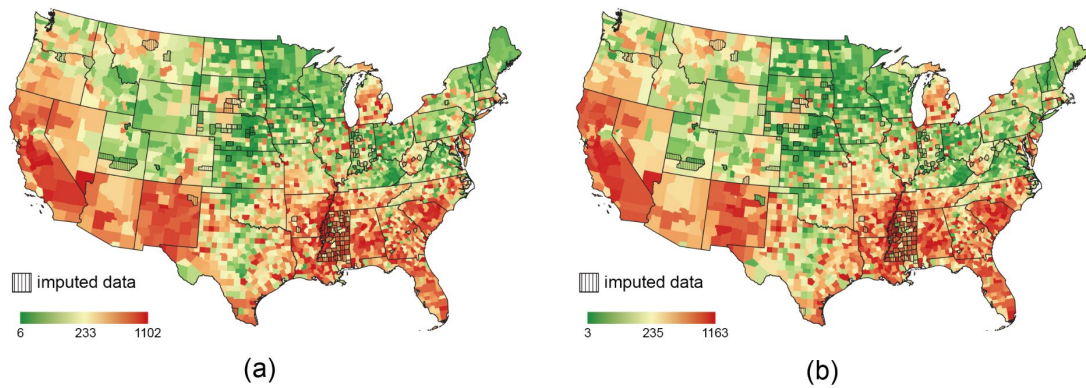 imputed data
6 233 1102
(a)
imputed data
3 235 1163
(b)